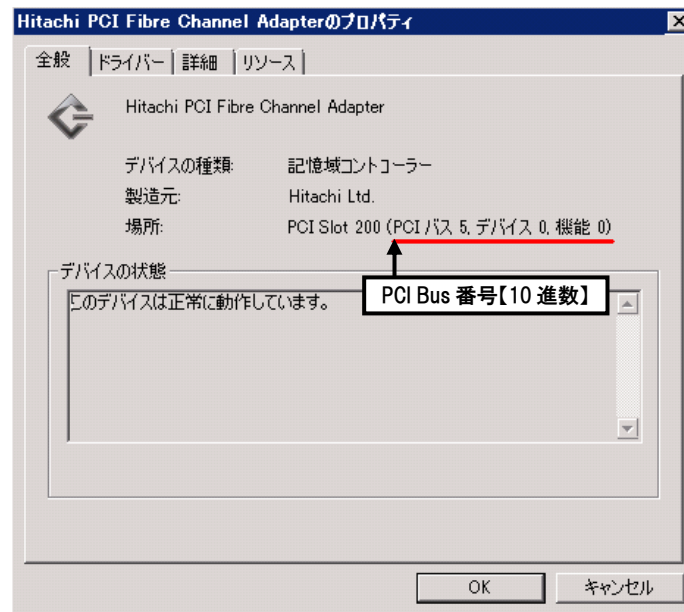 Hitachi PCI Fibre Channel Adapterのプロパティ
全般 ドライバー 詳細 リソース
Hitachi PCI Fibre Channel Adapter
デバイスの種類: 記憶域コントローラー
製造元: Hitachi Ltd.
場所: PCI Slot 200 (PCI バス 5, デバイス 0, 機能 0)
デバイスの状態
このデバイスは正常に動作しています。
PCI Bus 番号【10 進数】
OK キャンセル